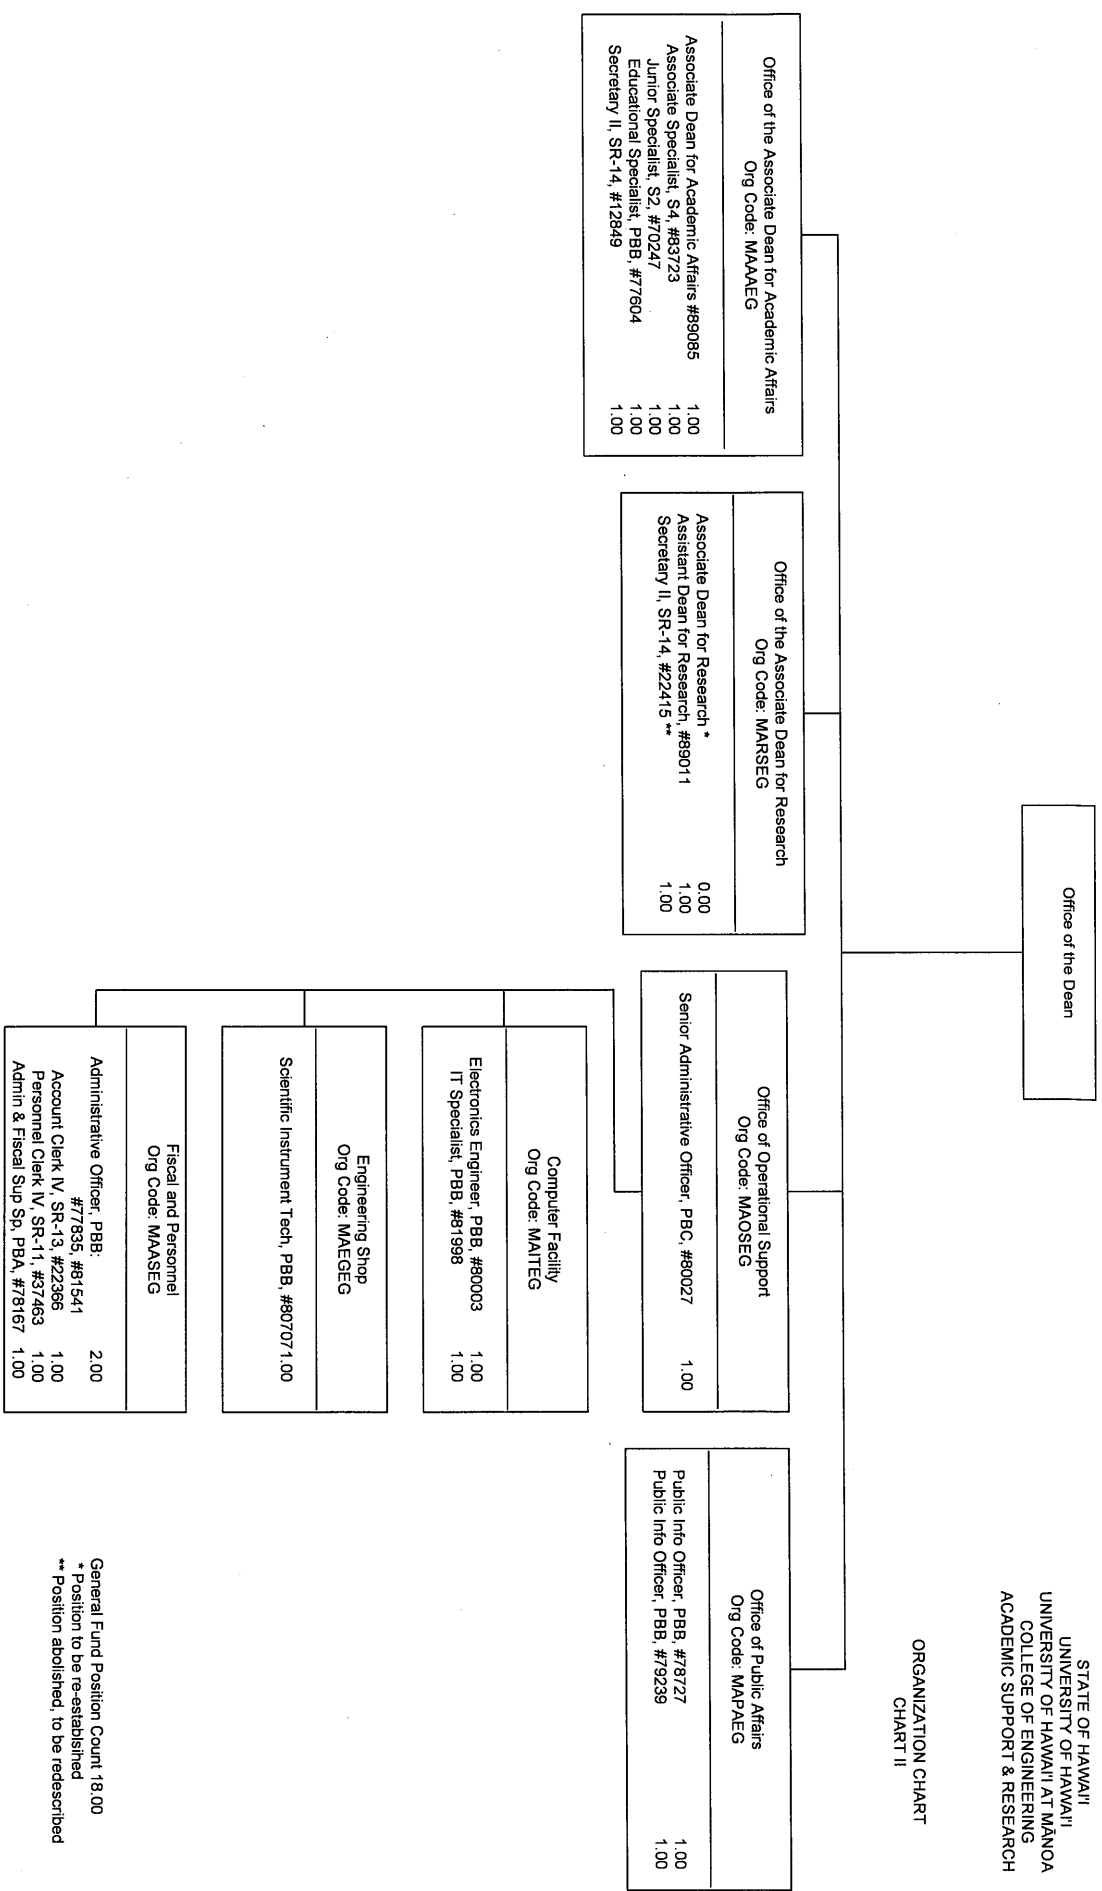 STATE OF HAWAI'I
UNIVERSITY OF HAWAI'I
UNIVERSITY OF HAWAI'I AT MĀNOA
COLLEGE OF ENGINEERING
ACADEMIC SUPPORT & RESEARCH
ORGANIZATION CHART
CHART II
Office of the Dean
Office of the Associate Dean for Academic Affairs
Org Code: MAAAEG
Associate Dean for Academic Affairs #89085 1.00
Associate Specialist, S4, #83723 1.00
Junior Specialist, S2, #70247 1.00
Educational Specialist, PBB, #77604 1.00
Secretary II, SR-14, #12849 1.00
Office of the Associate Dean for Research
Org Code: MARSEG
Associate Dean for Research * 0.00
Assistant Dean for Research, #89011 1.00
Secretary II, SR-14, #22415 ** 1.00
Office of Operational Support
Org Code: MAOSEG
Senior Administrative Officer, PBC, #80027 1.00
Office of Public Affairs
Org Code: MAPAEG
Public Info Officer, PBB, #78727 1.00
Public Info Officer, PBB, #79239 1.00
Computer Facility
Org Code: MAITEG
Electronics Engineer, PBB, #80003 1.00
IT Specialist, PBB, #81998 1.00
Engineering Shop
Org Code: MAEGEG
Scientific Instrument Tech, PBB, #80707 1.00
Fiscal and Personnel
Org Code: MAASEG
Administrative Officer, PBB: 2.00
#77835, #81541
Account Clerk IV, SR-13, #22366 1.00
Personnel Clerk IV, SR-11, #37463 1.00
Admin & Fiscal Sup Sp, PBA, #78167 1.00
General Fund Position Count 18.00
* Position to be re-establsihed
** Position abolished, to be redescribed